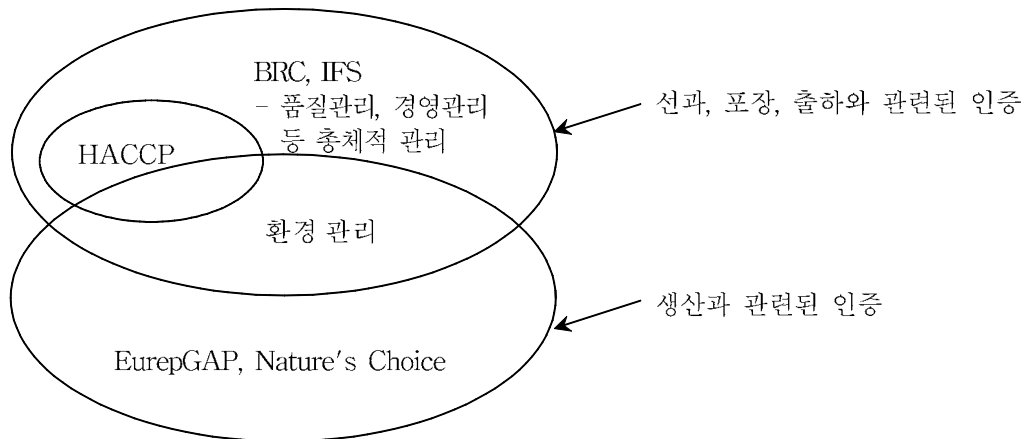 BRC, IFS
- 품질관리, 경영관리
등 총체적 관리
선과, 포장, 출하와 관련된 인증
HACCP
환경 관리
생산과 관련된 인증
EurepGAP, Nature's Choice